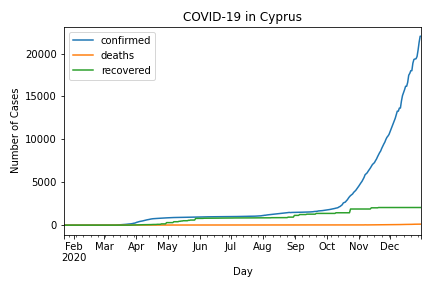 COVID-19 in Cyprus
confirmed
deaths
recovered
Number of Cases
20000
15000
10000
5000
0
Feb Mar Apr May Jun Jul Aug Sep Oct Nov Dec
2020
Day